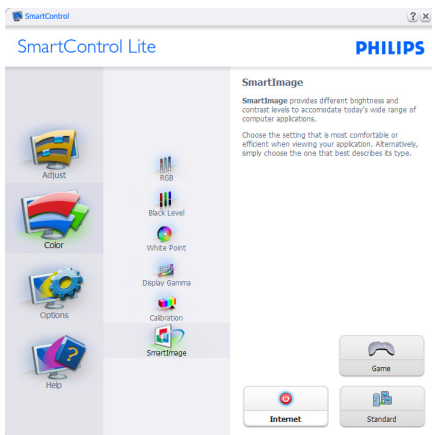 SmartControl
SmartControl Lite
PHILIPS
Adjust
Color
Options
Help
RGB
Black Level
White Point
Display Gamma
Calibration
SmartImage
SmartImage
SmartImage provides different brightness and
contrast levels to accomodate today's wide range of
computer applications.
Choose the setting that is most comfortable or
efficient when viewing your application. Alternatively,
simply choose the one that best describes its type.
Game
Internet
Standard